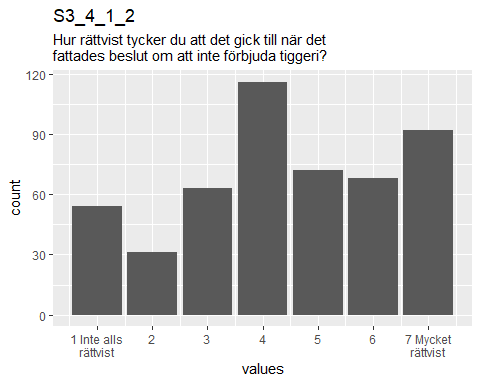 S3_4_1_2
Hur rättvist tycker du att det gick till när det
fattades beslut om att inte förbjuda tiggeri?
120
90
60
30
0
count
1 Inte alls
rättvist
2
3
4
5
6
7 Mycket
rättvist
values